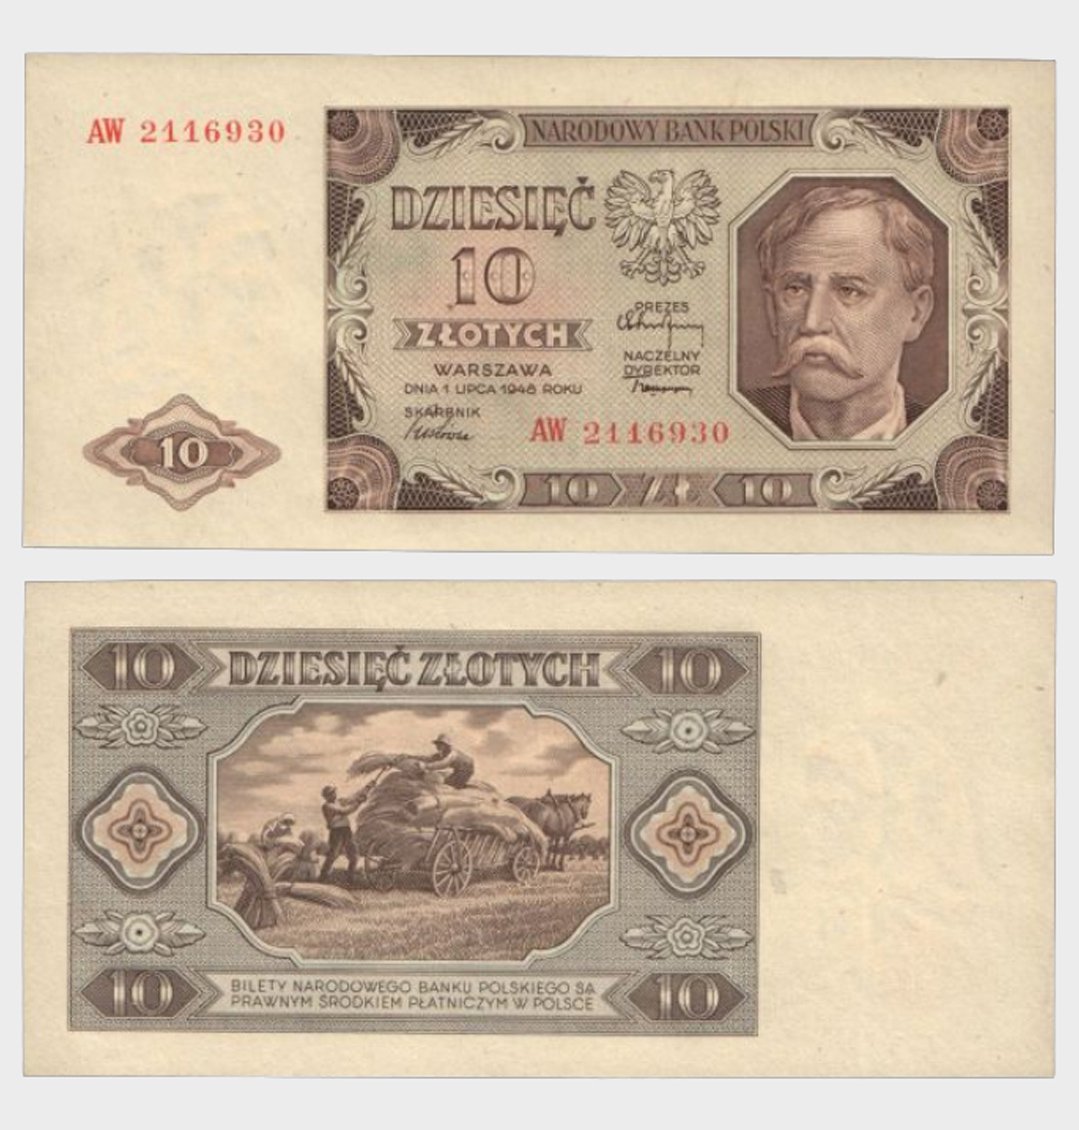 AW 2116930
NARODOWY BANK POLSKI
DZIESIĘĆ
10
ZŁOTYCH
WARSZAWA
DNIA 1 LIPCA 1948 ROKU
SKARBNIK
PREZES
NACZELNY
DYREKTOR
AW 2116930
10
10 ZŁ 10
10 DZIESIĘĆ ZŁOTYCH 10
10 BILETY NARODOWEGO BANKU POLSKIEGO SĄ
PRAWNYM ŚRODKIEM PŁATNICZYM W POLSCE 10